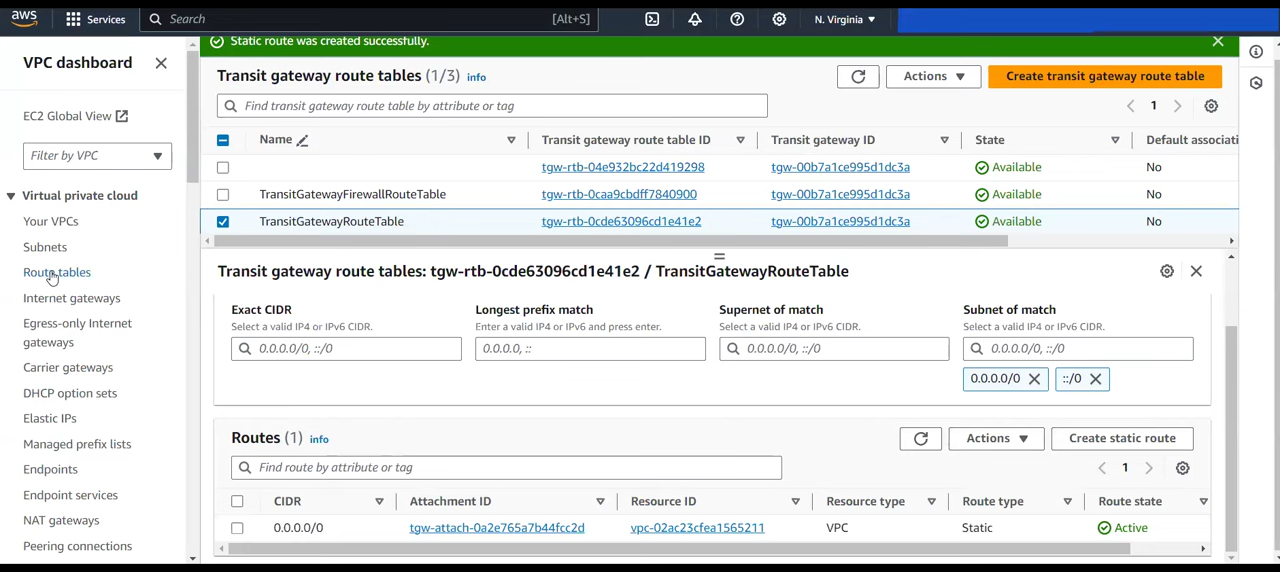 aws
Services
Search
[Alt+S]
N. Virginia
VPC dashboard
EC2 Global View
Filter by VPC
Virtual private cloud
Your VPCs
Subnets
Route tables
Internet gateways
Egress-only Internet
gateways
Carrier gateways
DHCP option sets
Elastic IPs
Managed prefix lists
Endpoints
Endpoint services
NAT gateways
Peering connections
Static route was created successfully.
Transit gateway route tables (1/3) info
Actions
Create transit gateway route table
Find transit gateway route table by attribute or tag
1
Name Transit gateway route table ID Transit gateway ID State Default associati
tgw-rtb-04e932bc22d419298 tgw-00b7a1ce995d1dc3a Available No
TransitGatewayFirewallRouteTable tgw-rtb-0caa9cbdff7840900 tgw-00b7a1ce995d1dc3a Available No
TransitGatewayRouteTable tgw-rtb-0cde63096cd1e41e2 tgw-00b7a1ce995d1dc3a Available No
Transit gateway route tables: tgw-rtb-0cde63096cd1e41e2 / TransitGatewayRouteTable
Exact CIDR Longest prefix match Supernet of match Subnet of match
Select a valid IP4 or IPv6 CIDR. Enter a valid IP4 or IPv6 and press enter. Select a valid IP4 or IPv6 CIDR. Select a valid IP4 or IPv6 CIDR.
0.0.0.0/0, ::/0 0.0.0.0, :: 0.0.0.0/0, ::/0 0.0.0.0/0, ::/0
0.0.0.0/0 ::/0
Routes (1) info
Actions
Create static route
Find route by attribute or tag
1
CIDR Attachment ID Resource ID Resource type Route type Route state
0.0.0.0/0 tgw-attach-0a2e765a7b44fcc2d vpc-02ac23cfea1565211 VPC Static Active